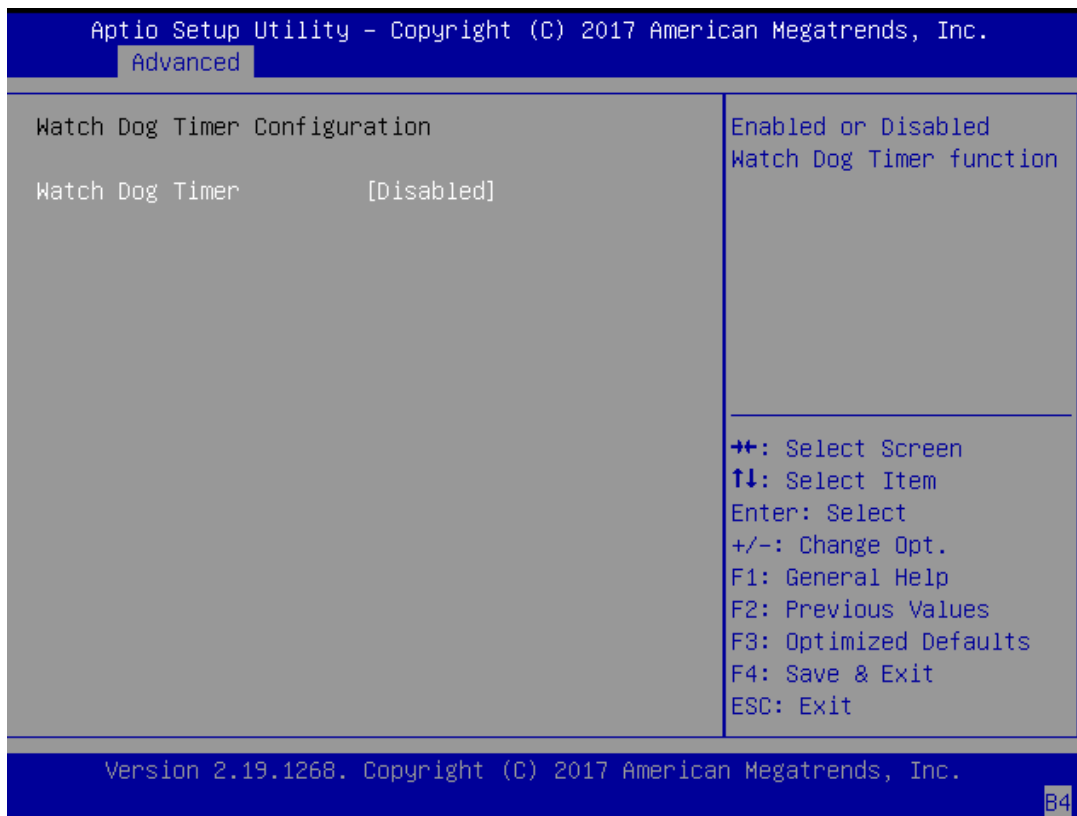 Aptio Setup Utility – Copyright (C) 2017 American Megatrends, Inc.
Advanced
Watch Dog Timer Configuration
Watch Dog Timer [Disabled]
Enabled or Disabled
Watch Dog Timer function
→←: Select Screen
↑↓: Select Item
Enter: Select
+/-: Change Opt.
F1: General Help
F2: Previous Values
F3: Optimized Defaults
F4: Save & Exit
ESC: Exit
Version 2.19.1268. Copyright (C) 2017 American Megatrends, Inc.
B4